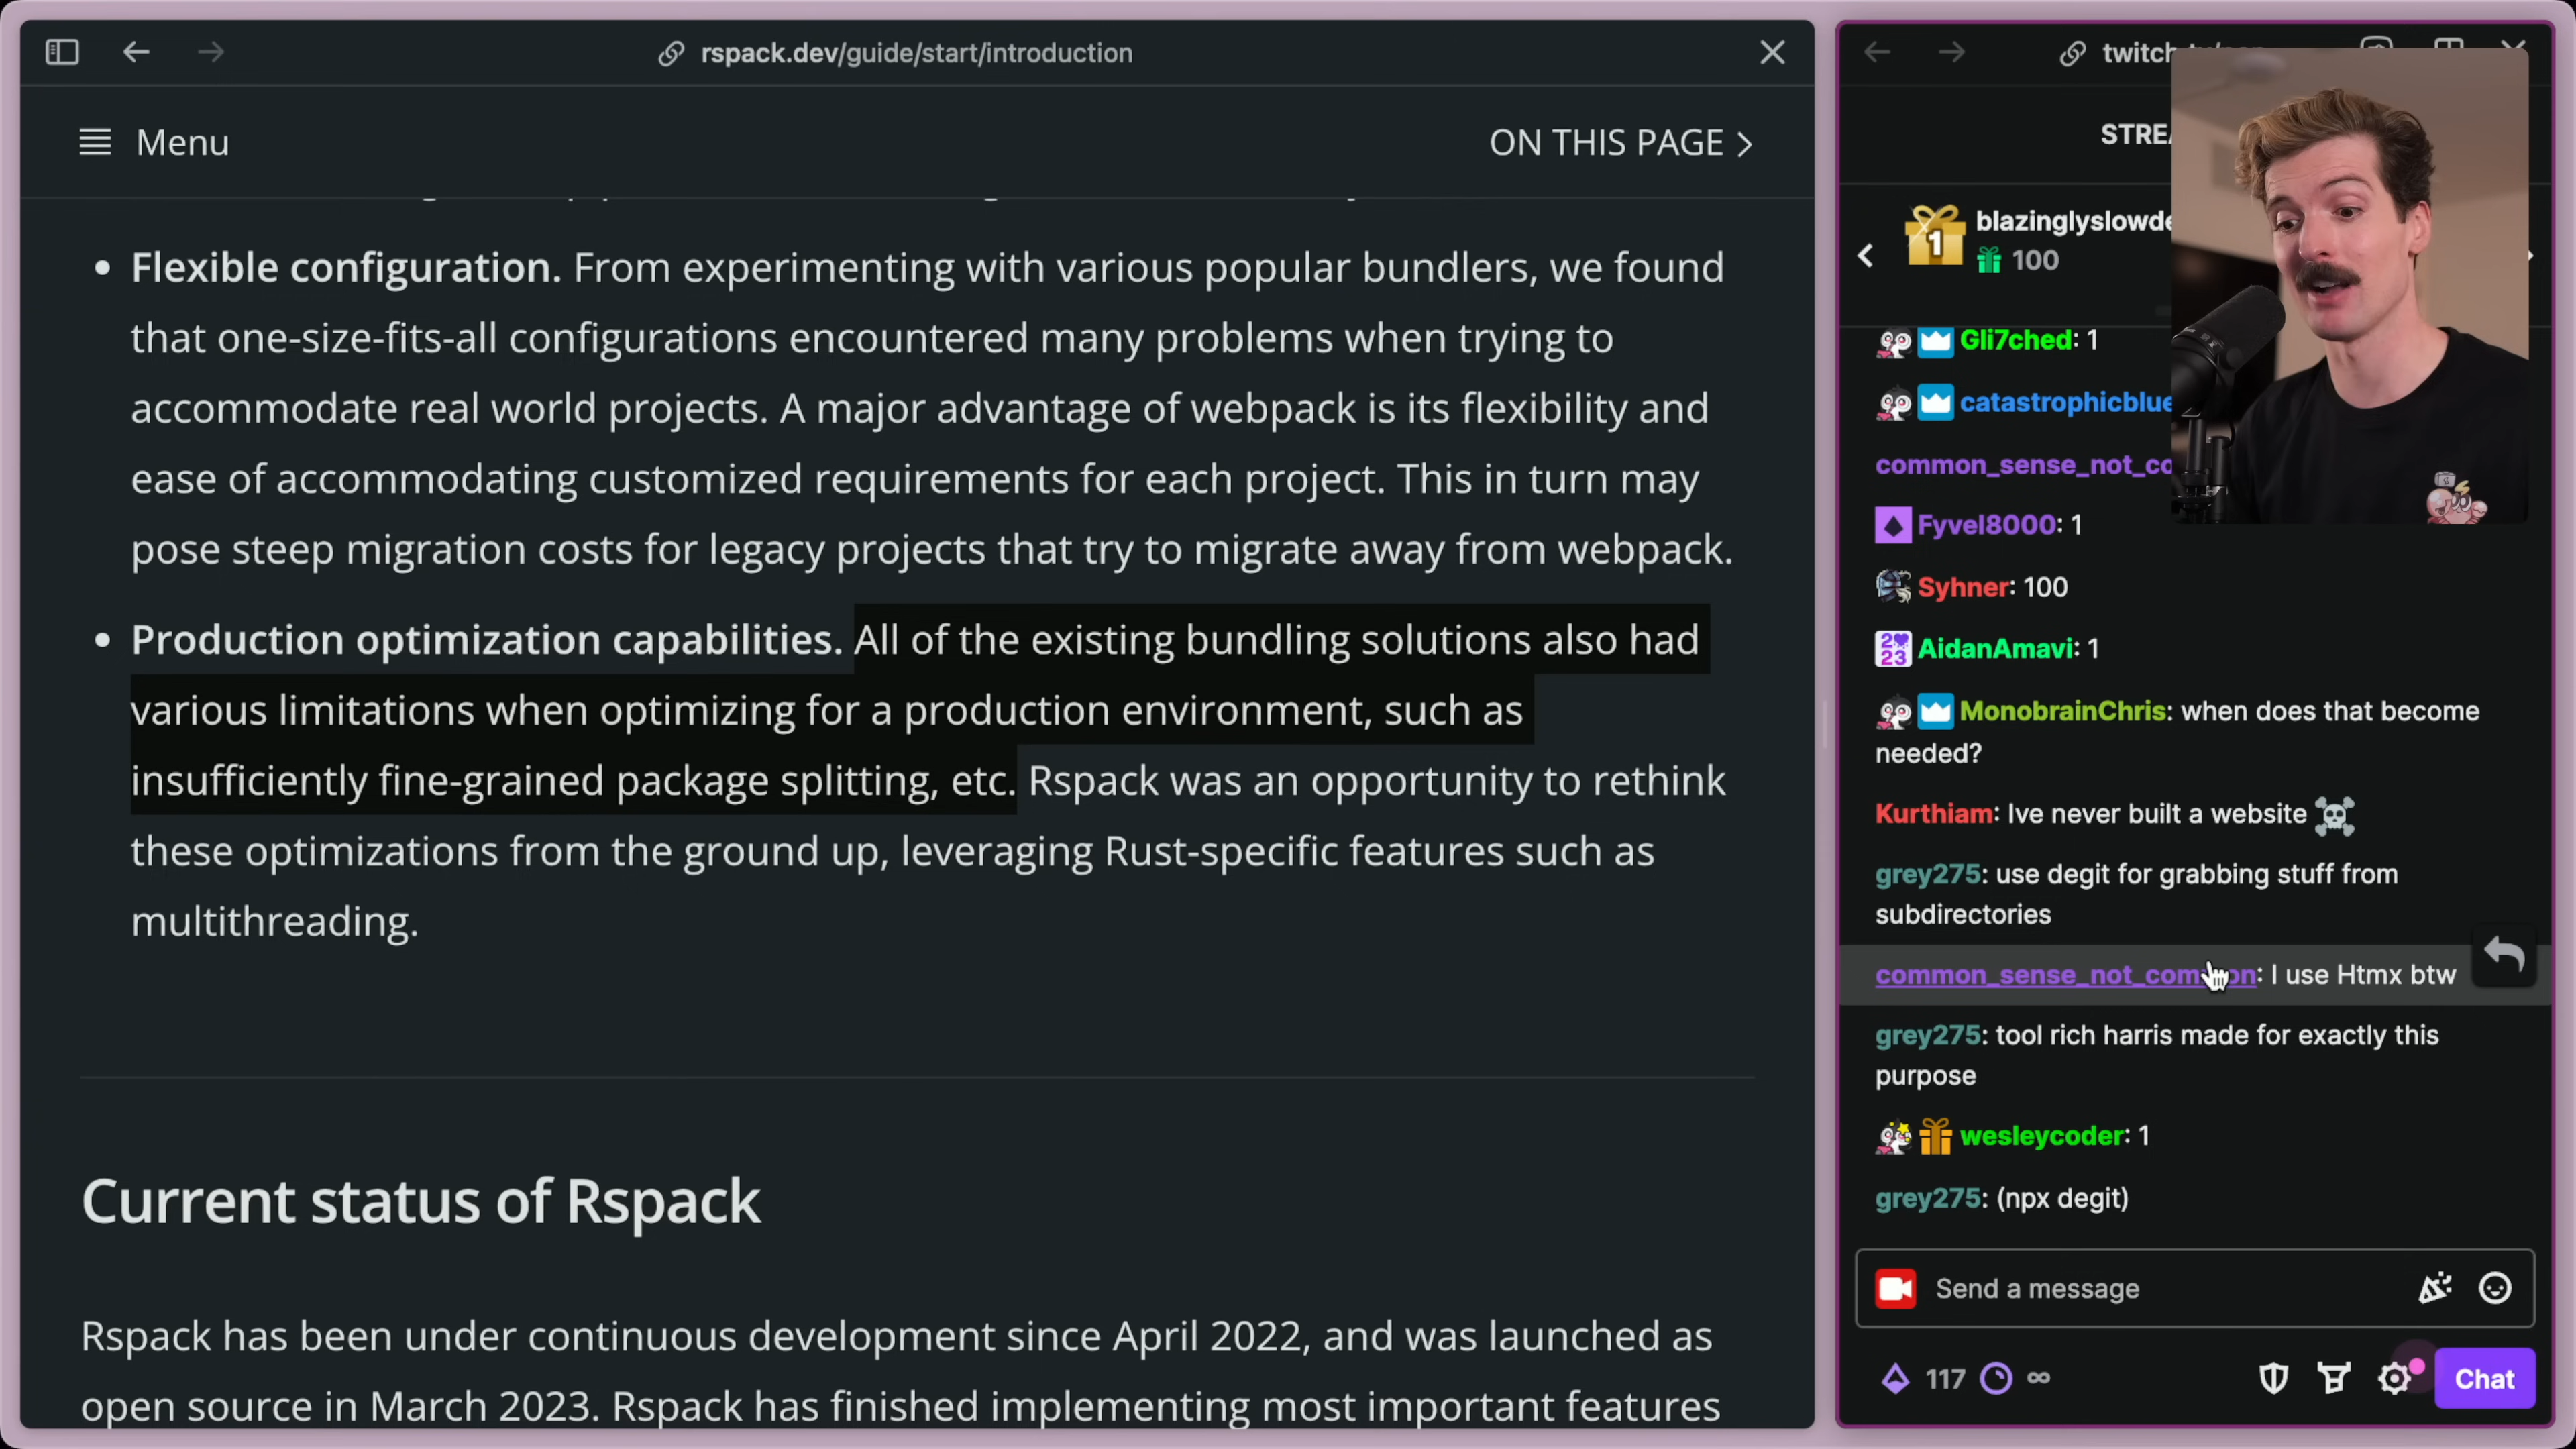 rspack.dev/guide/start/introduction
Menu
ON THIS PAGE
Flexible configuration. From experimenting with various popular bundlers, we found
that one-size-fits-all configurations encountered many problems when trying to
accommodate real world projects. A major advantage of webpack is its flexibility and
ease of accommodating customized requirements for each project. This in turn may
pose steep migration costs for legacy projects that try to migrate away from webpack.
Production optimization capabilities. All of the existing bundling solutions also had
various limitations when optimizing for a production environment, such as
insufficiently fine-grained package splitting, etc. Rspack was an opportunity to rethink
these optimizations from the ground up, leveraging Rust-specific features such as
multithreading.
Current status of Rspack
Rspack has been under continuous development since April 2022, and was launched as
open source in March 2023. Rspack has finished implementing most important features
twitch
STREA
1
blazinglyslowde
100
Gli7ched: 1
catastrophicblue
common_sense_not_co
Fyvel8000: 1
Syhner: 100
2 23 AidanAmavi: 1
MonobrainChris: when does that become
needed?
Kurthiam: Ive never built a website
grey275: use degit for grabbing stuff from
subdirectories
common_sense_not_common: I use Htmx btw
grey275: tool rich harris made for exactly this
purpose
wesleycoder: 1
grey275: (npx degit)
Send a message
117 ∞
Chat